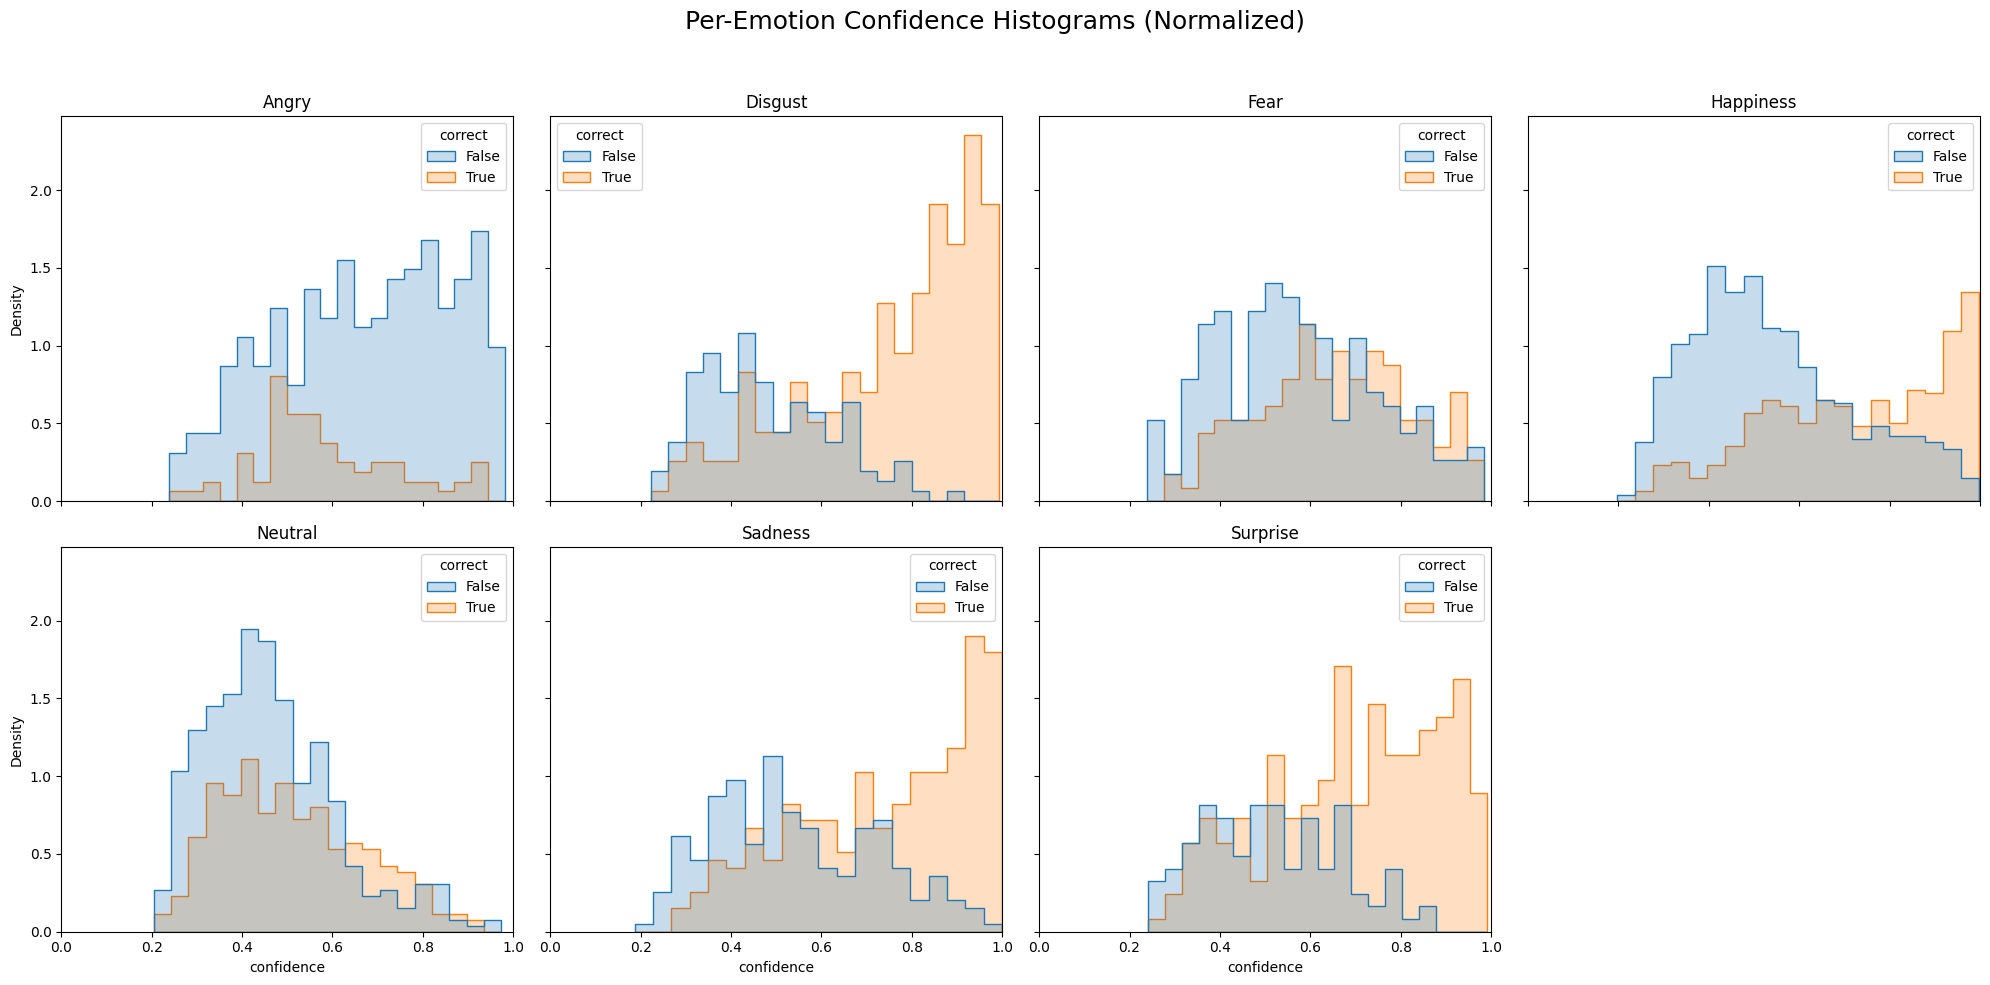 Per-Emotion Confidence Histograms (Normalized)
Angry
Disgust
Fear
Happiness
correct
False
True
correct
False
True
correct
False
True
correct
False
True
Density
2.0
1.5
1.0
0.5
0.0
Neutral
Sadness
Surprise
correct
False
True
correct
False
True
correct
False
True
Density
2.0
1.5
1.0
0.5
0.0
0.0 0.2 0.4 0.6 0.8 1.0
0.0 0.2 0.4 0.6 0.8 1.0
0.0 0.2 0.4 0.6 0.8 1.0
confidence
confidence
confidence